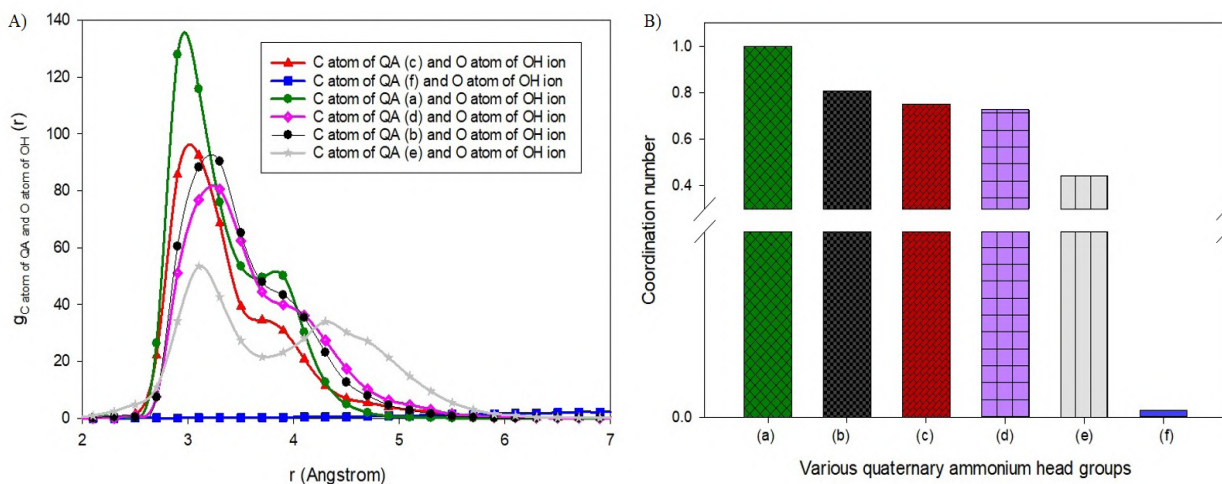 A)
g C atom of QA and O atom of OH (r)
140
120
100
80
60
40
20
0
C atom of QA (c) and O atom of OH ion
C atom of QA (f) and O atom of OH ion
C atom of QA (a) and O atom of OH ion
C atom of QA (d) and O atom of OH ion
C atom of QA (b) and O atom of OH ion
C atom of QA (e) and O atom of OH ion
2 3 4 5 6 7
r (Angstrom)
B)
Coordination number
1.0
0.8
0.6
0.4
0.0
(a) (b) (c) (d) (e) (f)
Various quaternary ammonium head groups